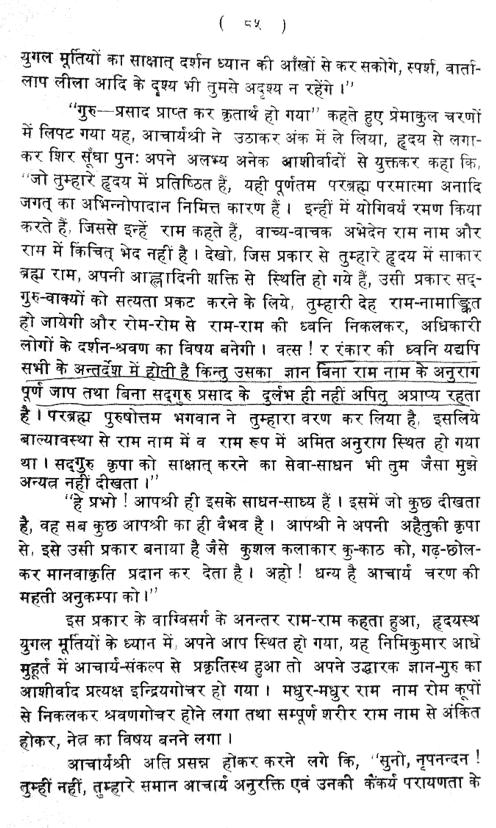 ( ८५ )
युगल मूर्तियों का साक्षात् दर्शन ध्यान की आँखों से कर सकोगे, स्पर्श, वार्ता-
लाप लीला आदि के दृश्य भी तुमसे अदृश्य न रहेंगे ।"
"गुरु—प्रसाद प्राप्त कर कृतार्थ हो गया" कहते हुए प्रेमाकुल चरणों
में लिपट गया यह, आचार्यश्री ने उठाकर अंक में ले लिया, हृदय से लगा-
कर शिर सूँघा पुनः अपने अलभ्य अनेक आशीर्वादों से युक्तकर कहा कि,
"जो तुम्हारे हृदय में प्रतिष्ठित हैं, यही पूर्णतम परब्रह्म परमात्मा अनादि
जगत् का अभिन्नोपादान निमित्त कारण हैं । इन्हीं में योगिवर्य रमण किया
करते हैं, जिससे इन्हें राम कहते हैं, वाच्य-वाचक अभेदेन राम नाम और
राम में किंचित् भेद नहीं है । देखो, जिस प्रकार से तुम्हारे हृदय में साकार
ब्रह्म राम, अपनी आह्लादिनी शक्ति से स्थिति हो गये हैं, उसी प्रकार सद्-
गुरु-वाक्यों को सत्यता प्रकट करने के लिये, तुम्हारी देह राम-नामाङ्कित
हो जायेगी और रोम-रोम से राम-राम की ध्वनि निकलकर, अधिकारी
लोगों के दर्शन-श्रवण का विषय बनेगी । वत्स ! र रंकार की ध्वनि यद्यपि
सभी के अन्तर्देश में होती है किन्तु उसका ज्ञान बिना राम नाम के अनुराग
पूर्ण जाप तथा बिना सद्गुरु प्रसाद के दुर्लभ ही नहीं अपितु अप्राप्य रहता
है । परब्रह्म पुरुषोत्तम भगवान ने तुम्हारा वरण कर लिया है, इसलिये
बाल्यावस्था से राम नाम में व राम रूप में अमित अनुराग स्थित हो गया
था । सद्गुरु कृपा को साक्षात् करने का सेवा-साधन भी तुम जैसा मुझे
अन्यत्र नहीं दीखता ।"
"हे प्रभो ! आपश्री ही इसके साधन-साध्य हैं । इसमें जो कुछ दीखता
है, वह सब कुछ आपश्री का ही वैभव है । आपश्री ने अपनी अहैतुकी कृपा
से, इसे उसी प्रकार बनाया है जैसे कुशल कलाकार कु-काठ को, गढ़-छोल-
कर मानवाकृति प्रदान कर देता है । अहो ! धन्य है आचार्य चरण की
महती अनुकम्पा को ।"
इस प्रकार के वाग्विसर्ग के अनन्तर राम-राम कहता हुआ, हृदयस्थ
युगल मूर्तियों के ध्यान में, अपने आप स्थित हो गया, यह निमिकुमार आधे
मुहूर्त में आचार्य-संकल्प से प्रकृतिस्थ हुआ तो अपने उद्धारक ज्ञान-गुरु का
आशीर्वाद प्रत्यक्ष इन्द्रियगोचर हो गया । मधुर-मधुर राम नाम रोम कूपों
से निकलकर श्रवणगोचर होने लगा तथा सम्पूर्ण शरीर राम नाम से अंकित
होकर, नेत्र का विषय बनने लगा ।
आचार्यश्री अति प्रसन्न होकर करने लगे कि, "सुनो, नृपनन्दन !
तुम्हीं नहीं, तुम्हारे समान आचार्य अनुरक्ति एवं उनकी कैंकर्य परायणता के